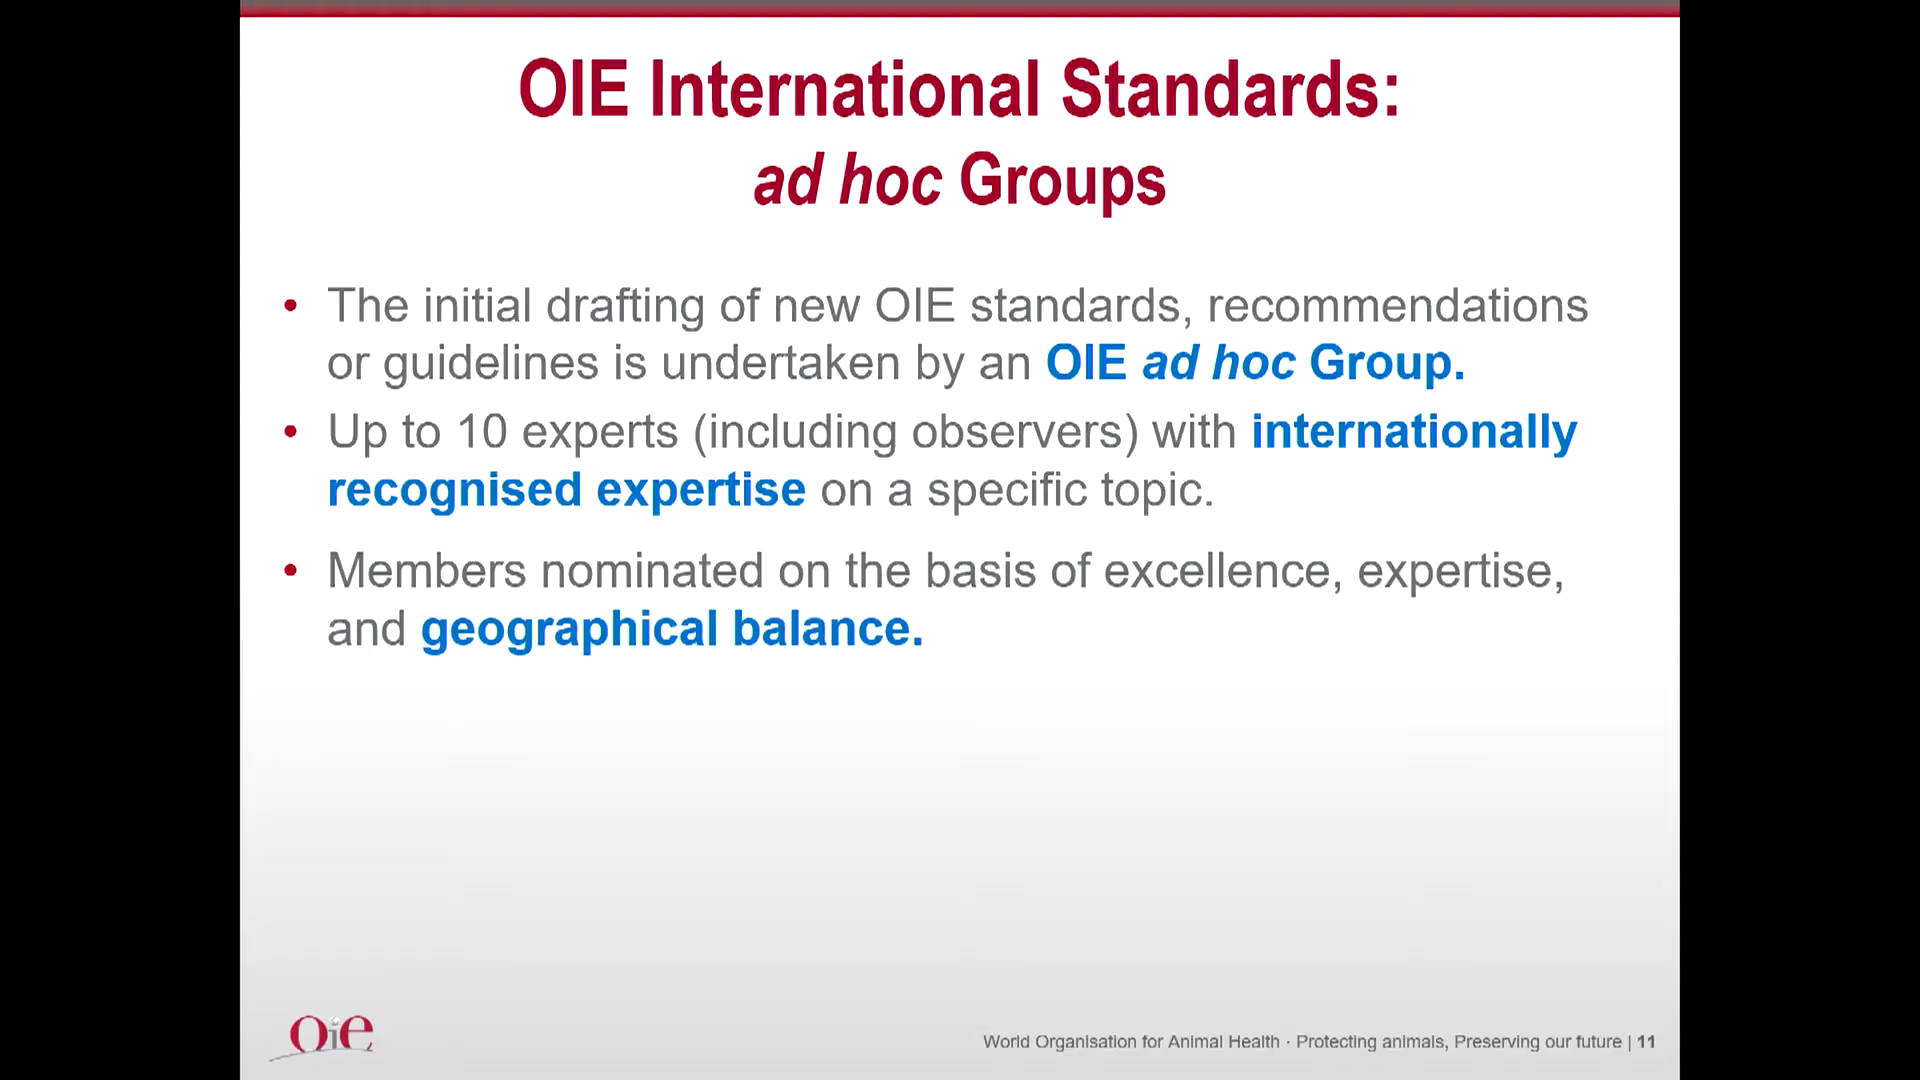 OIE International Standards:
ad hoc Groups
• The initial drafting of new OIE standards, recommendations
or guidelines is undertaken by an OIE ad hoc Group.
• Up to 10 experts (including observers) with internationally
recognised expertise on a specific topic.
• Members nominated on the basis of excellence, expertise,
and geographical balance.
Oie
World Organisation for Animal Health · Protecting animals, Preserving our future | 11